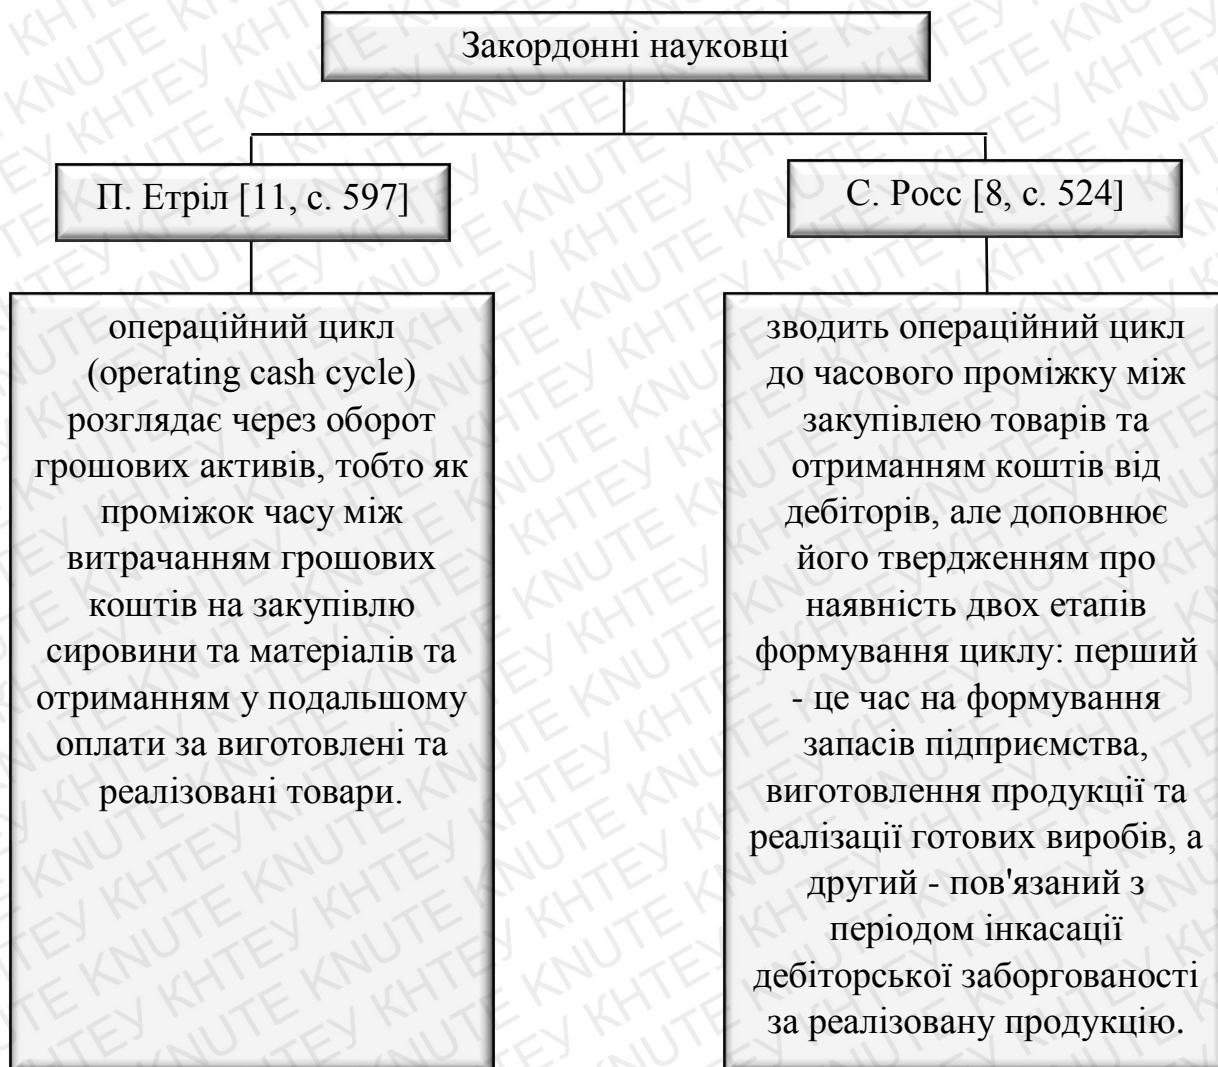 Закордонні науковці
П. Етріл [11, с. 597]
операційний цикл
(operating cash cycle)
розглядає через оборот
грошових активів, тобто як
проміжок часу між
витрачанням грошових
коштів на закупівлю
сировини та матеріалів та
отриманням у подальшому
оплати за виготовлені та
реалізовані товари.
С. Росс [8, с. 524]
зводить операційний цикл
до часового проміжку між
закупівлею товарів та
отриманням коштів від
дебіторів, але доповнює
його твердженням про
наявність двох етапів
формування циклу: перший
- це час на формування
запасів підприємства,
виготовлення продукції та
реалізації готових виробів, а
другий - пов'язаний з
періодом інкасації
дебіторської заборгованості
за реалізовану продукцію.